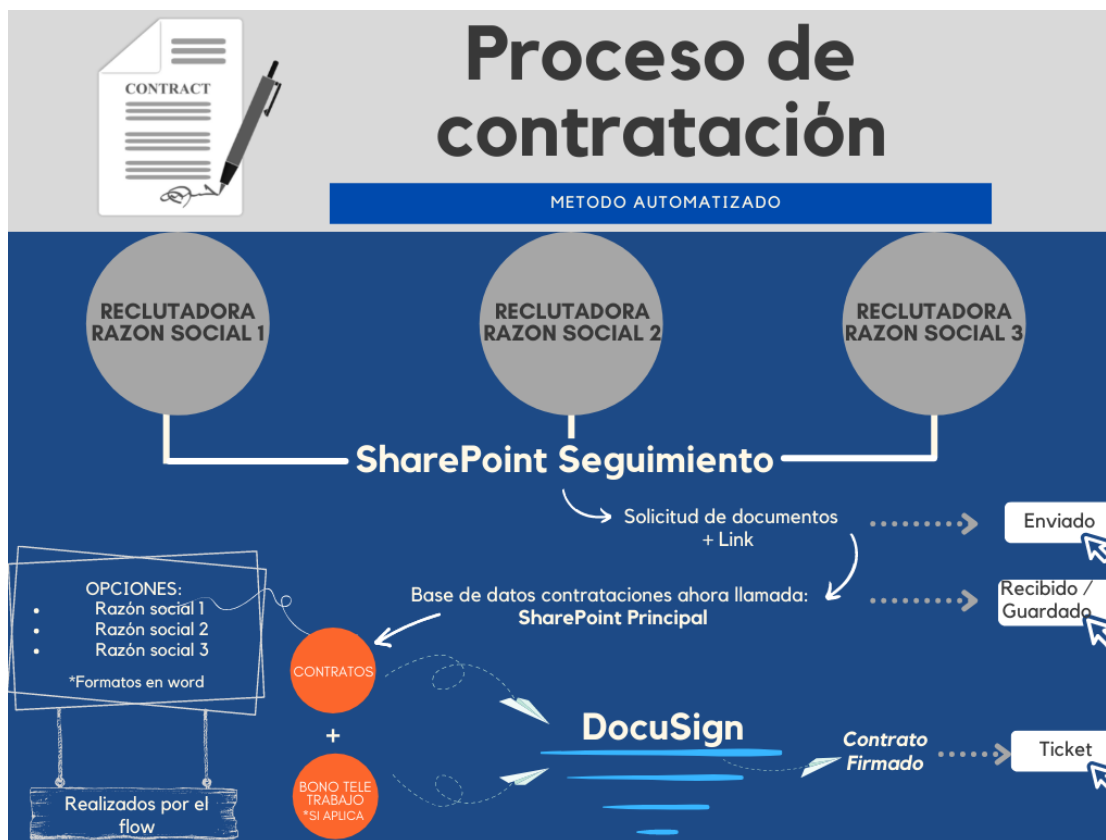 CONTRACT
Proceso de
contratación
METODO AUTOMATIZADO
RECLUTADORA
RAZON SOCIAL 1
RECLUTADORA
RAZON SOCIAL 2
RECLUTADORA
RAZON SOCIAL 3
SharePoint Seguimiento
Solicitud de documentos
+ Link
Enviado
Base de datos contrataciones ahora llamada:
SharePoint Principal
Recibido /
Guardado
OPCIONES:
• Razón social 1
• Razón social 2
• Razón social 3
*Formatos en word
Realizados por el
flow
CONTRATOS
+
BONO TELE
TRABAJO
*SI APLICA
DocuSign
Contrato
Firmado
Ticket